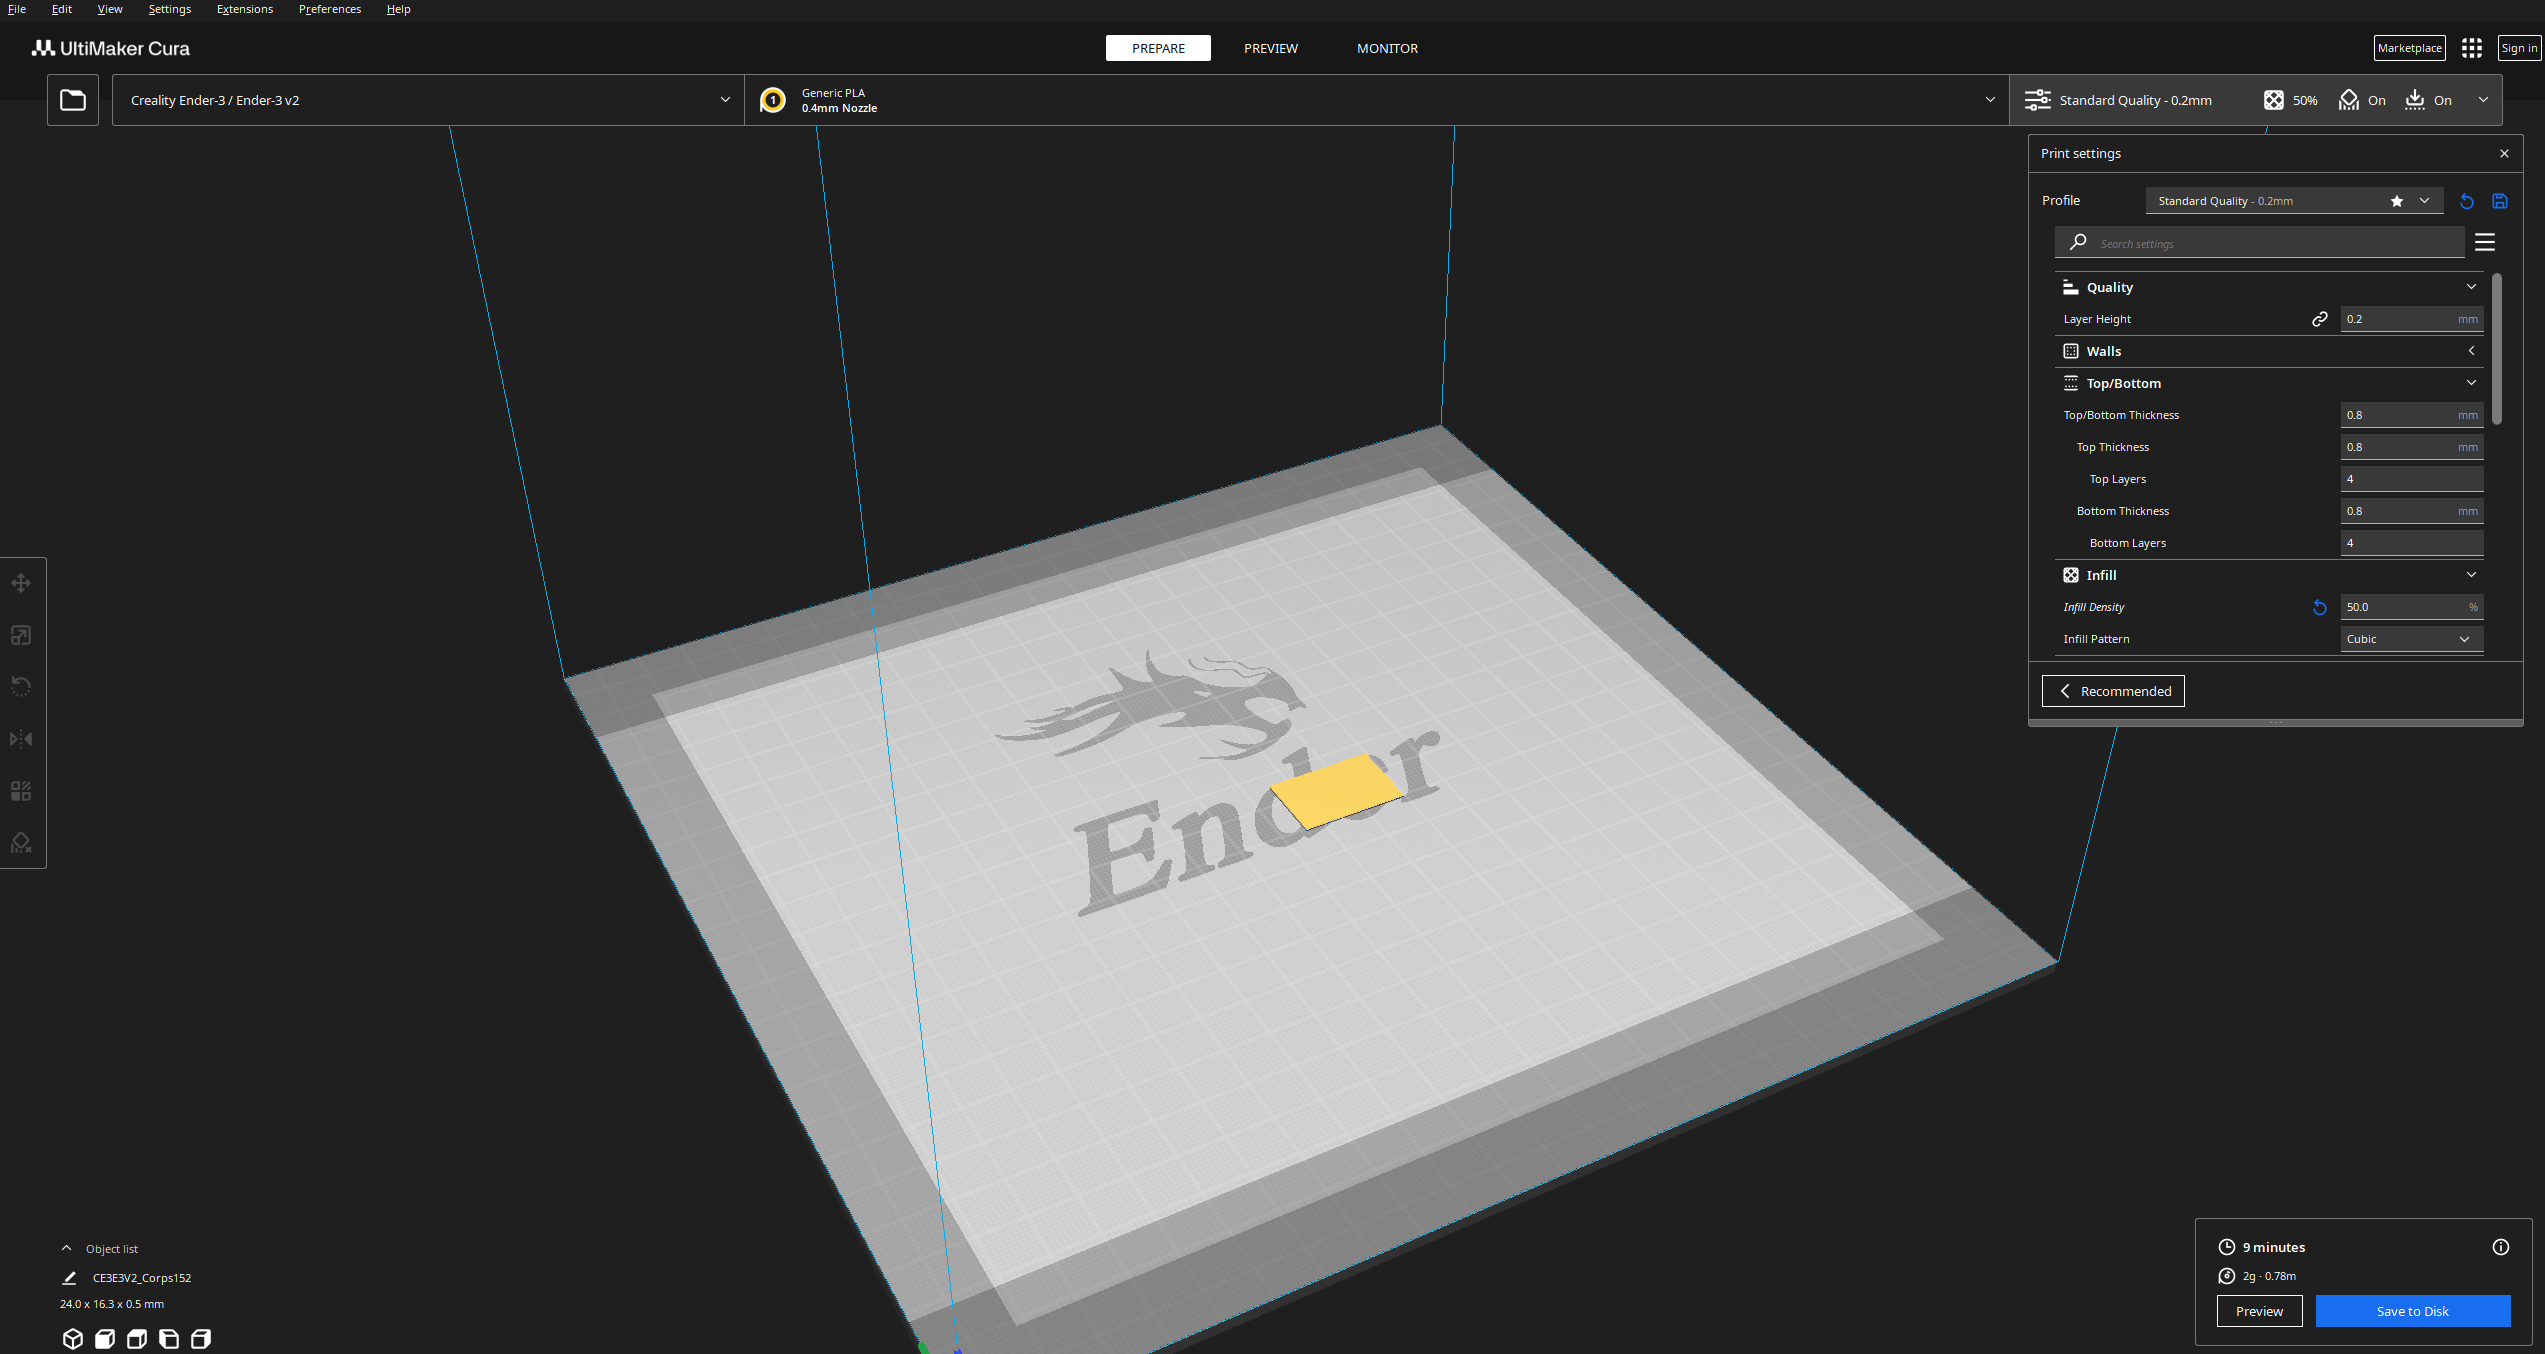 File Edit View Settings Extensions Preferences Help
UltiMaker Cura
PREPARE PREVIEW MONITOR
Marketplace
Sign in
Creality Ender-3 / Ender-3 v2
1
Generic PLA
0.4mm Nozzle
Standard Quality - 0.2mm
50%
On
On
Print settings
Profile
Standard Quality - 0.2mm
Search settings
Quality
Layer Height 0.2 mm
Walls
Top/Bottom
Top/Bottom Thickness 0.8 mm
Top Thickness 0.8 mm
Top Layers 4
Bottom Thickness 0.8 mm
Bottom Layers 4
Infill
Infill Density 50.0 %
Infill Pattern Cubic
Recommended
Ender
Object list
CE3E3V2_Corps152
24.0 x 16.3 x 0.5 mm
9 minutes
2g · 0.78m
Preview
Save to Disk